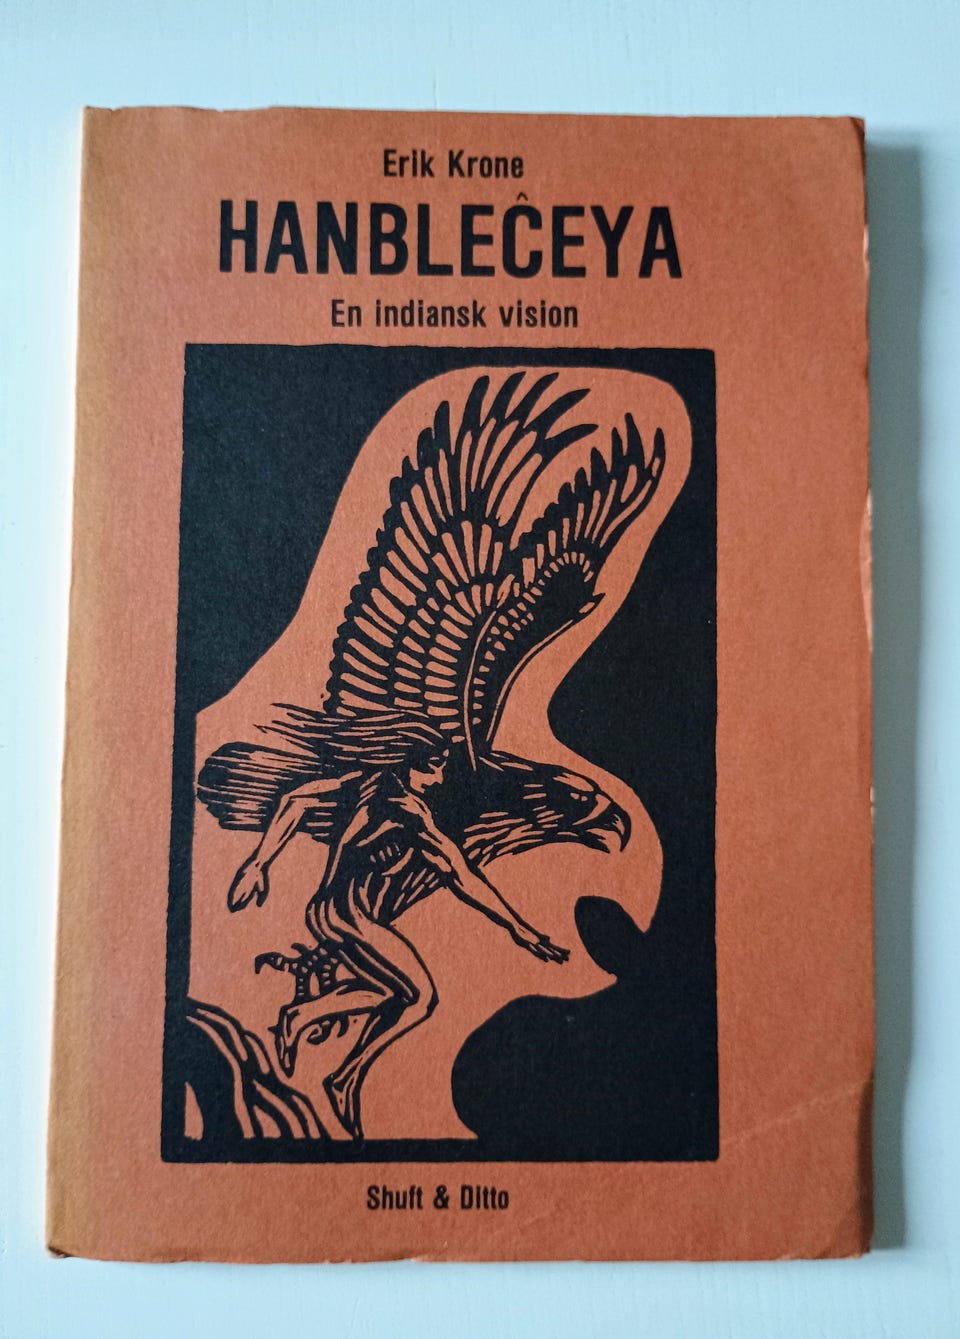 Erik Krone
HANBLEĈEYA
En indiansk vision
Shuft & Ditto